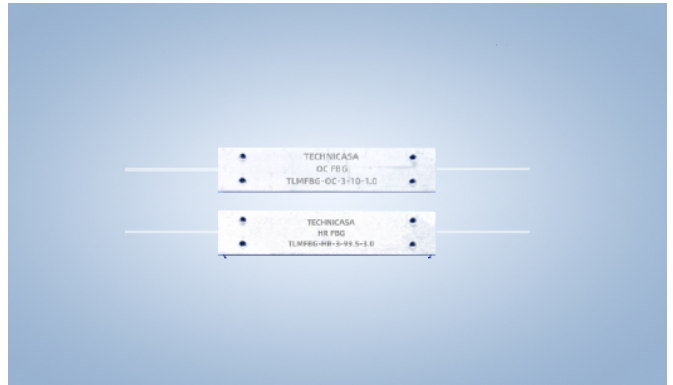 TECHNICASA
OC FBG
TLMFBG-OC-3-10-1.0
TECHNICASA
HR FBG
TLMFBG-HR-3-99.5-3.0